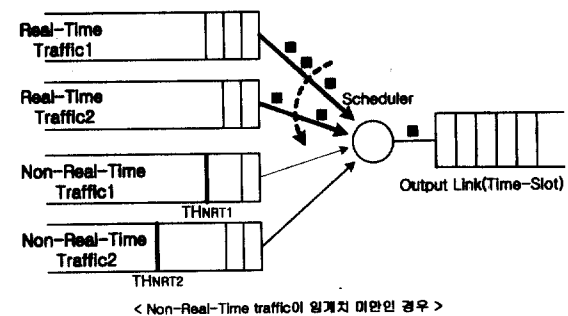 Real-Time
Traffic1
Real-Time
Traffic2
Scheduler
Non-Real-Time
Traffic1
Output Link(Time-Slot)
THNRT1
Non-Real-Time
Traffic2
THNRT2
< Non-Real-Time traffic이 임계치 미만인 경우 >